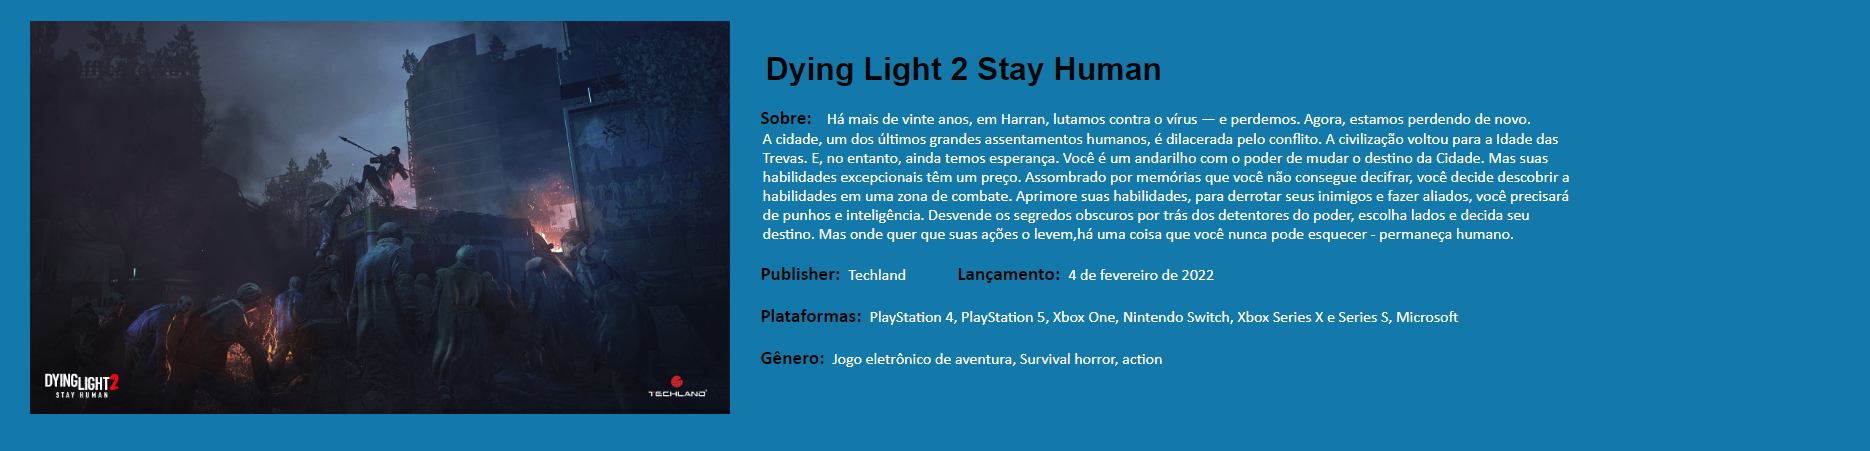 Dying Light 2 Stay Human
Sobre: Há mais de vinte anos, em Harran, lutamos contra o vírus — e perdemos. Agora, estamos perdendo de novo.
A cidade, um dos últimos grandes assentamentos humanos, é dilacerada pelo conflito. A civilização voltou para a Idade das
Trevas. E, no entanto, ainda temos esperança. Você é um andarilho com o poder de mudar o destino da Cidade. Mas suas
habilidades excepcionais têm um preço. Assombrado por memórias que você não consegue decifrar, você decide descobrir a
habilidades em uma zona de combate. Aprimore suas habilidades, para derrotar seus inimigos e fazer aliados, você precisará
de punhos e inteligência. Desvende os segredos obscuros por trás dos detentores do poder, escolha lados e decida seu
destino. Mas onde quer que suas ações o levem,há uma coisa que você nunca pode esquecer - permaneça humano.
Publisher: Techland Lançamento: 4 de fevereiro de 2022
Plataformas: PlayStation 4, PlayStation 5, Xbox One, Nintendo Switch, Xbox Series X e Series S, Microsoft
Gênero: Jogo eletrônico de aventura, Survival horror, action
DYING LIGHT 2
STAY HUMAN
TECHLAND